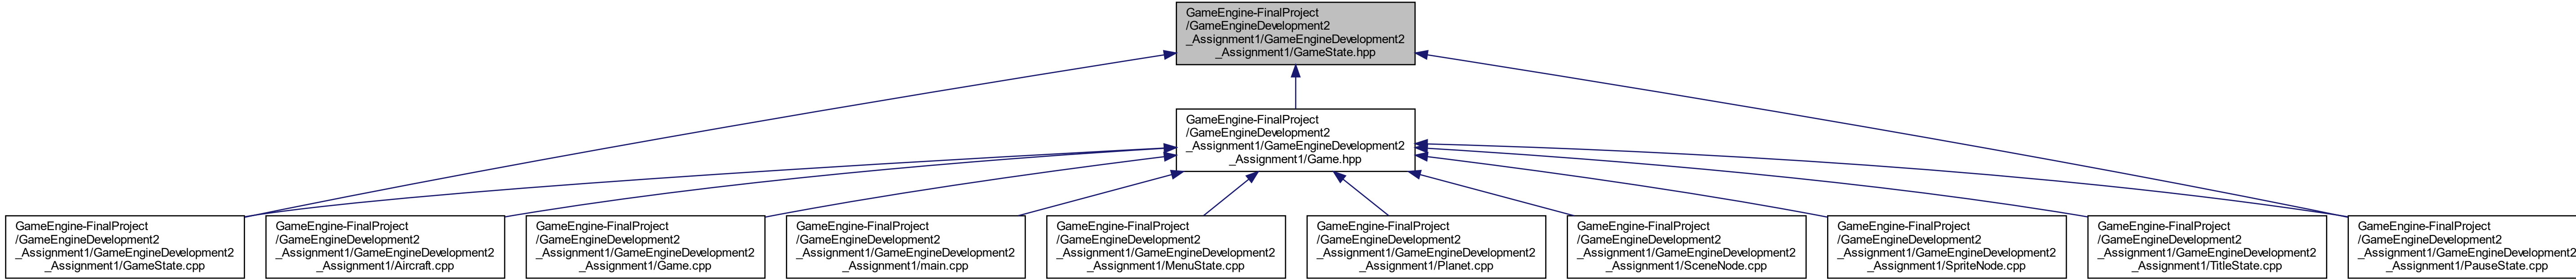 GameEngine-FinalProject
/GameEngineDevelopment2
_Assignment1/GameEngineDevelopment2
_Assignment1/GameState.hpp
GameEngine-FinalProject
/GameEngineDevelopment2
_Assignment1/GameEngineDevelopment2
_Assignment1/Game.hpp
GameEngine-FinalProject
/GameEngineDevelopment2
_Assignment1/GameEngineDevelopment2
_Assignment1/GameState.cpp
GameEngine-FinalProject
/GameEngineDevelopment2
_Assignment1/GameEngineDevelopment2
_Assignment1/Aircraft.cpp
GameEngine-FinalProject
/GameEngineDevelopment2
_Assignment1/GameEngineDevelopment2
_Assignment1/Game.cpp
GameEngine-FinalProject
/GameEngineDevelopment2
_Assignment1/GameEngineDevelopment2
_Assignment1/main.cpp
GameEngine-FinalProject
/GameEngineDevelopment2
_Assignment1/GameEngineDevelopment2
_Assignment1/MenuState.cpp
GameEngine-FinalProject
/GameEngineDevelopment2
_Assignment1/GameEngineDevelopment2
_Assignment1/Planet.cpp
GameEngine-FinalProject
/GameEngineDevelopment2
_Assignment1/GameEngineDevelopment2
_Assignment1/SceneNode.cpp
GameEngine-FinalProject
/GameEngineDevelopment2
_Assignment1/GameEngineDevelopment2
_Assignment1/SpriteNode.cpp
GameEngine-FinalProject
/GameEngineDevelopment2
_Assignment1/GameEngineDevelopment2
_Assignment1/TitleState.cpp
GameEngine-FinalProject
/GameEngineDevelopment2
_Assignment1/GameEngineDevelopment2
_Assignment1/PauseState.cpp